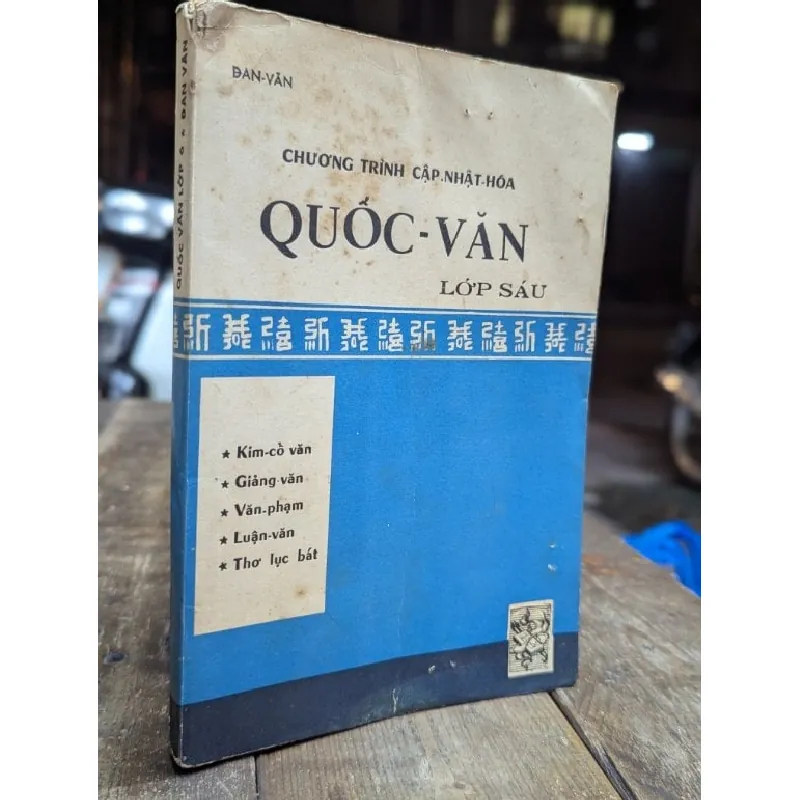 ĐAN-VĂN
CHƯƠNG TRÌNH CẬP-NHẬT-HÓA
QUỐC-VĂN
LỚP SÁU
★ Kim-cổ văn
★ Giảng-văn
★ Văn-phạm
★ Luận-văn
★ Thơ lục bát
QUỐC VĂN LỚP 6 ★ ĐAN VĂN